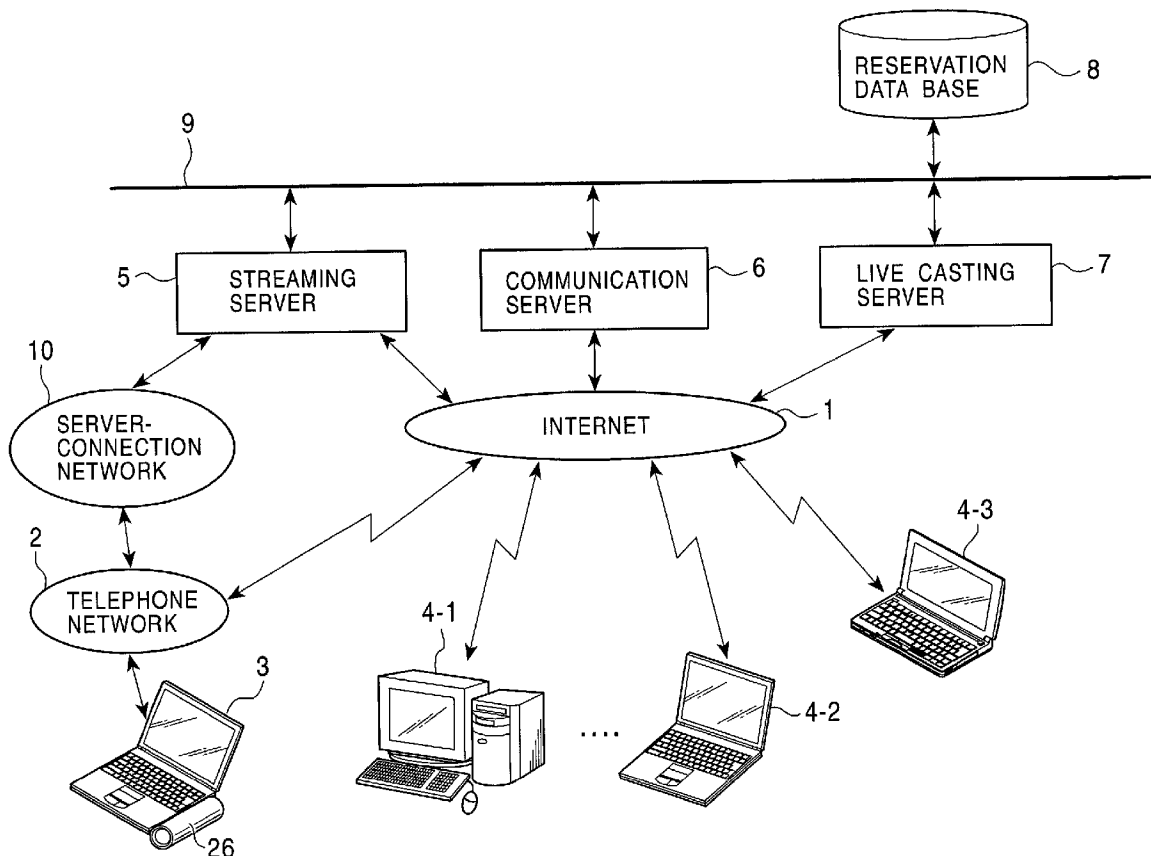 RESERVATION
DATA BASE
8
9
5
STREAMING
SERVER
COMMUNICATION
SERVER
6
LIVE CASTING
SERVER
7
10
SERVER-
CONNECTION
NETWORK
INTERNET
1
2
TELEPHONE
NETWORK
3
26
4-1
....
4-2
4-3